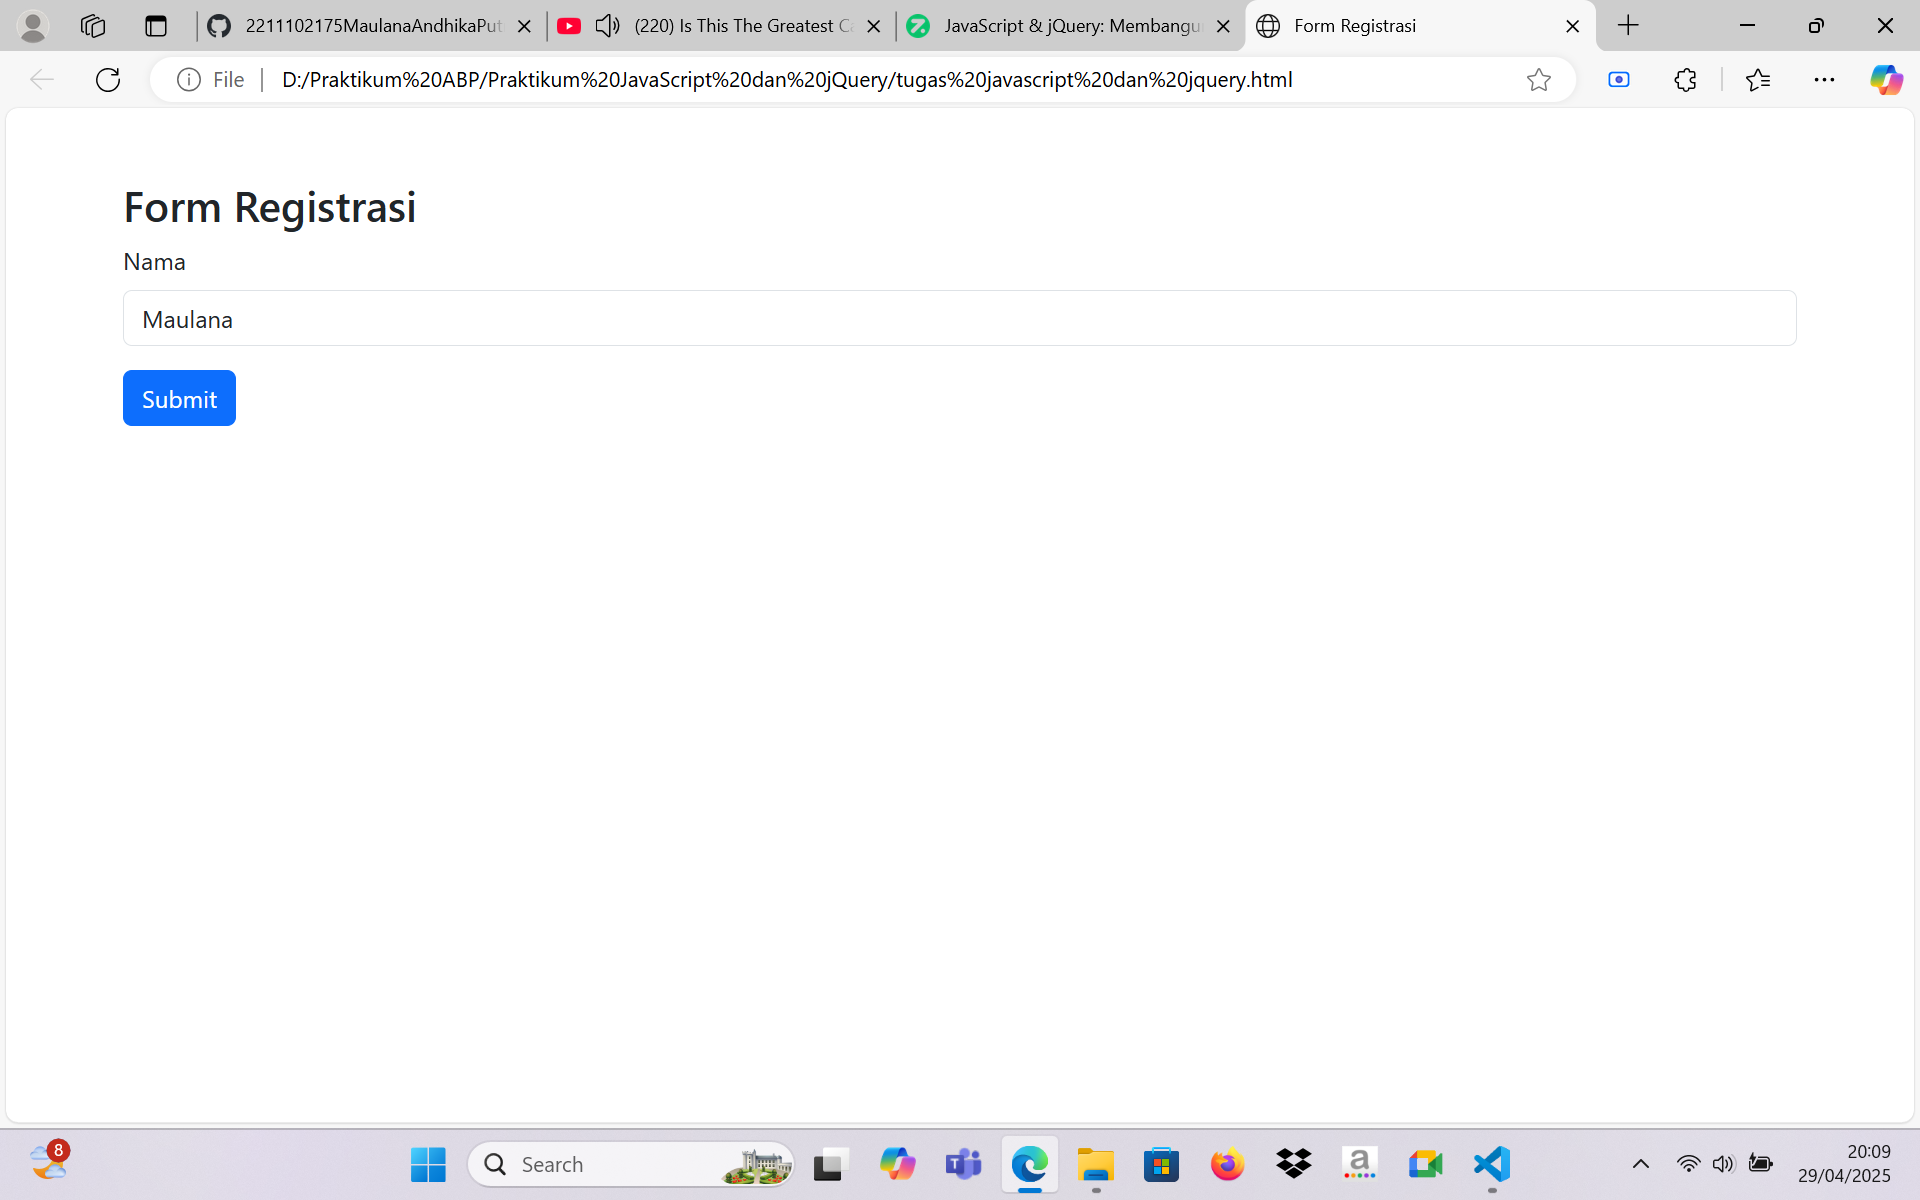 2211102175MaulanaAndhikaPut
(220) Is This The Greatest Ca
JavaScript & jQuery: Membangu
Form Registrasi
File
D:/Praktikum%20ABP/Praktikum%20JavaScript%20dan%20jQuery/tugas%20javascript%20dan%20jquery.html
Form Registrasi
Nama
Maulana
Submit
8
Search
a
20:09
29/04/2025